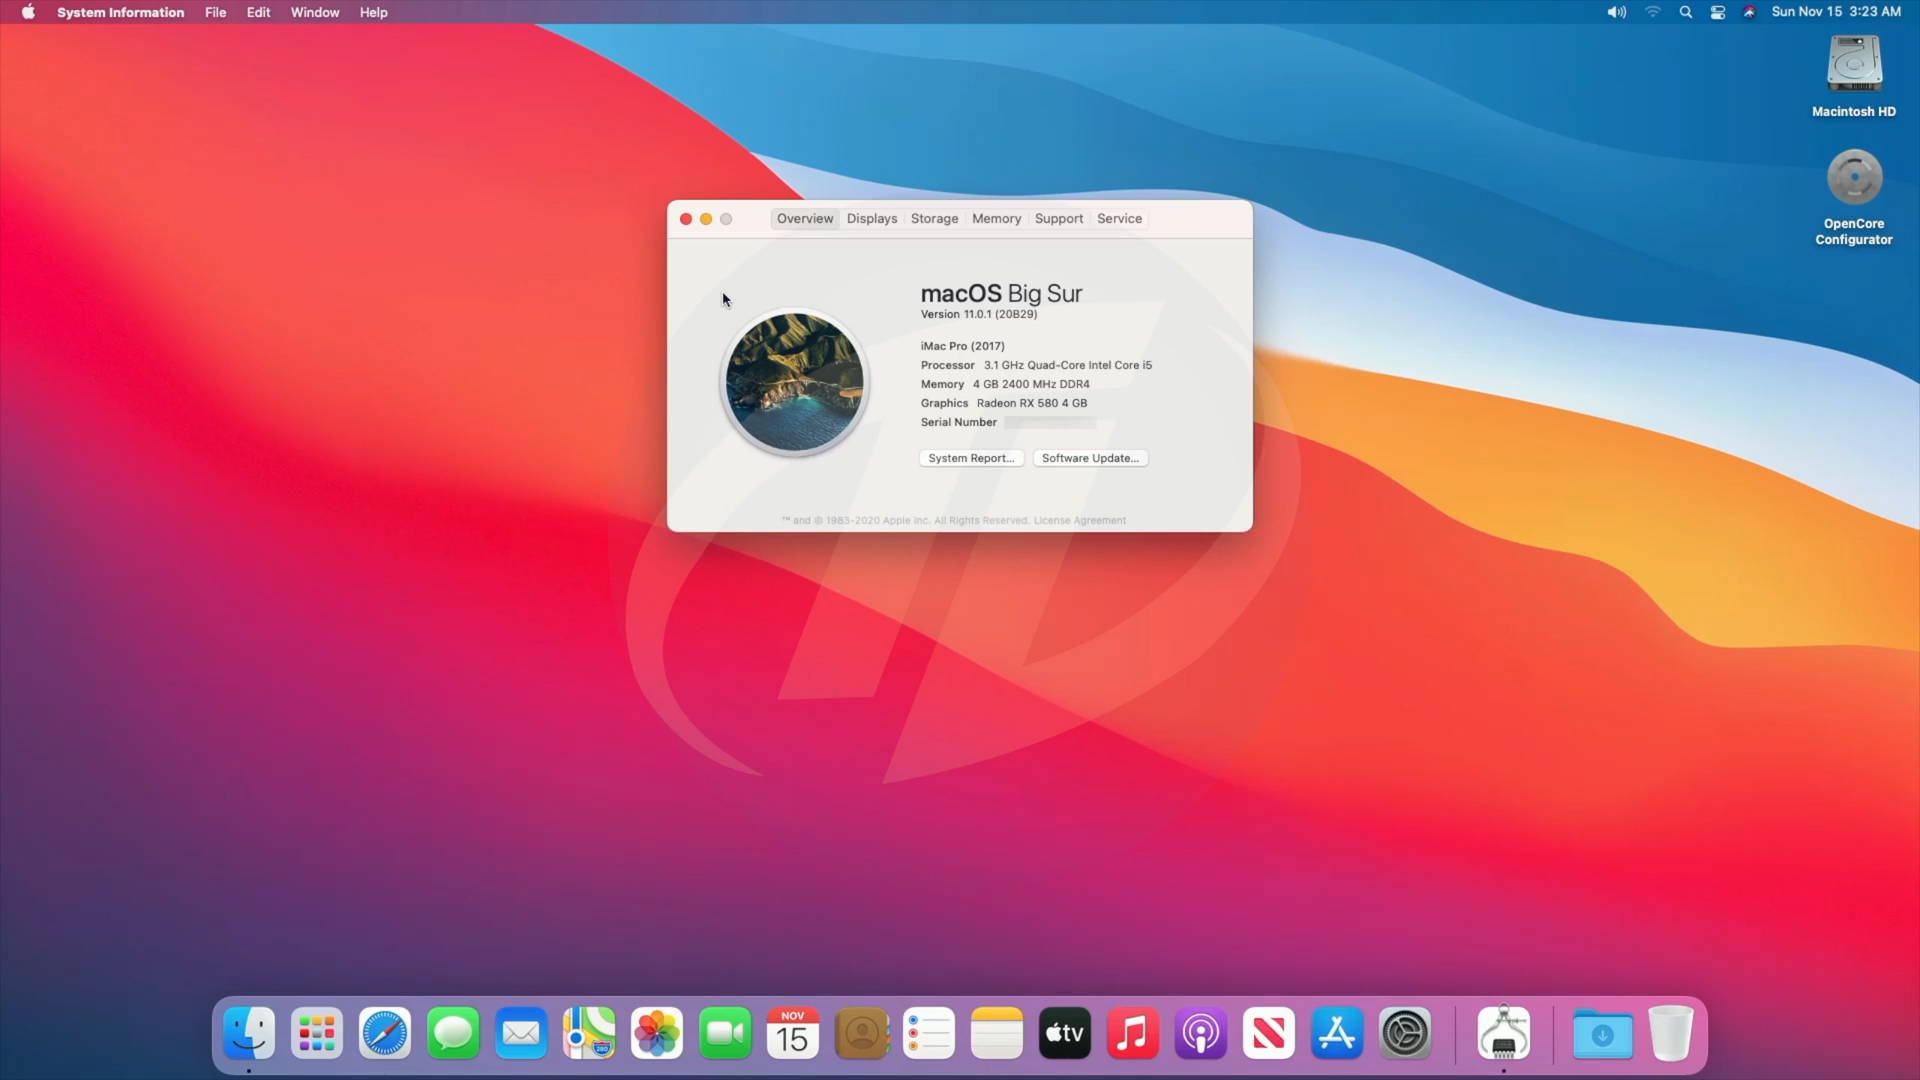 System Information File Edit Window Help
Sun Nov 15 3:23 AM
Macintosh HD
OpenCore
Configurator
Overview Displays Storage Memory Support Service
macOS Big Sur
Version 11.0.1 (20B29)
iMac Pro (2017)
Processor 3.1 GHz Quad-Core Intel Core i5
Memory 4 GB 2400 MHz DDR4
Graphics Radeon RX 580 4 GB
Serial Number
System Report... Software Update...
™ and © 1983-2020 Apple Inc. All Rights Reserved. License Agreement
NOV
15
280
tv